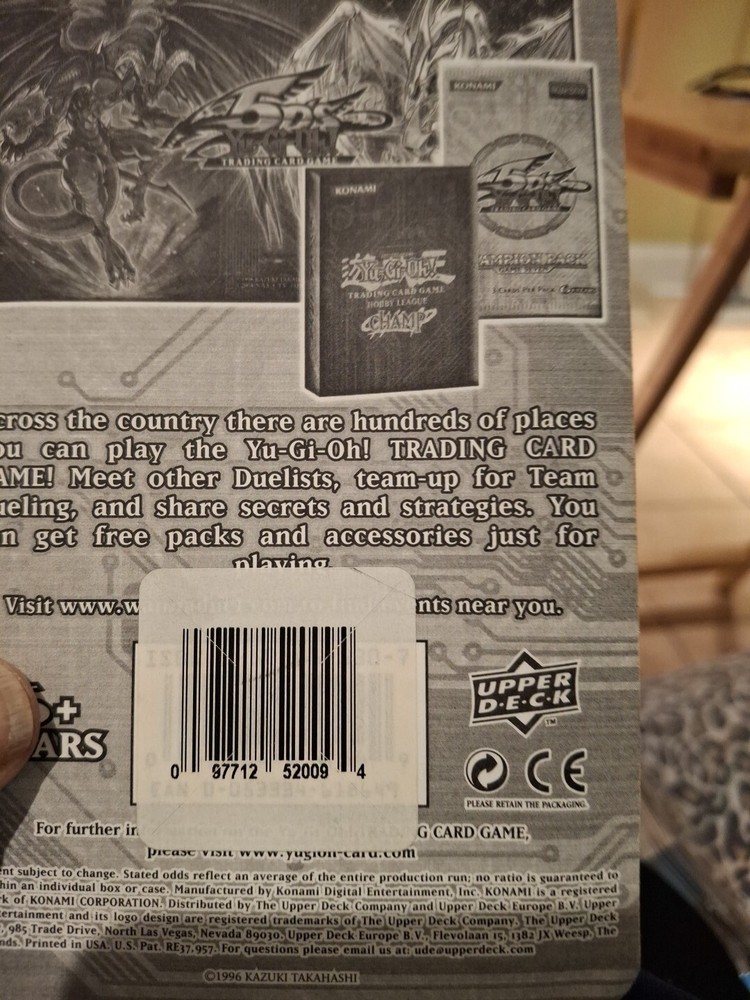 KONAMI
5D's
Yu-Gi-Oh!
TRADING CARD GAME
KONAMI
5D's
CHAMPION PACK
Yu-Gi-Oh!
TRADING CARD GAME
HOBBY LEAGUE
CHAMP
cross the country there are hundreds of places
ou can play the Yu-Gi-Oh! TRADING CARD
AME! Meet other Duelists, team-up for Team
ueling, and share secrets and strategies. You
n get free packs and accessories just for
playing.
Visit www.w nts near you.
0 97712 52009 4
UPPER
D·E·C·K
TM
6+
ARS
CE
PLEASE RETAIN THE PACKAGING.
For further in G CARD GAME,
please visit www.yugioh-card.com
ent subject to change. Stated odds reflect an average of the entire production run; no ratio is guaranteed to
hin an individual box or case. Manufactured by Konami Digital Entertainment, Inc. KONAMI is a registered
k of KONAMI CORPORATION. Distributed by The Upper Deck Company and Upper Deck Europe B.V. Upper
ertainment and its logo design are registered trademarks of The Upper Deck Company. The Upper Deck
, 985 Trade Drive, North Las Vegas, Nevada 89030. Upper Deck Europe B.V., Flevolaan 15, 1382 JX Weesp, The
nds. Printed in USA. U.S. Pat. RE37,957. For questions please email us at: ude@upperdeck.com
©1996 KAZUKI TAKAHASHI